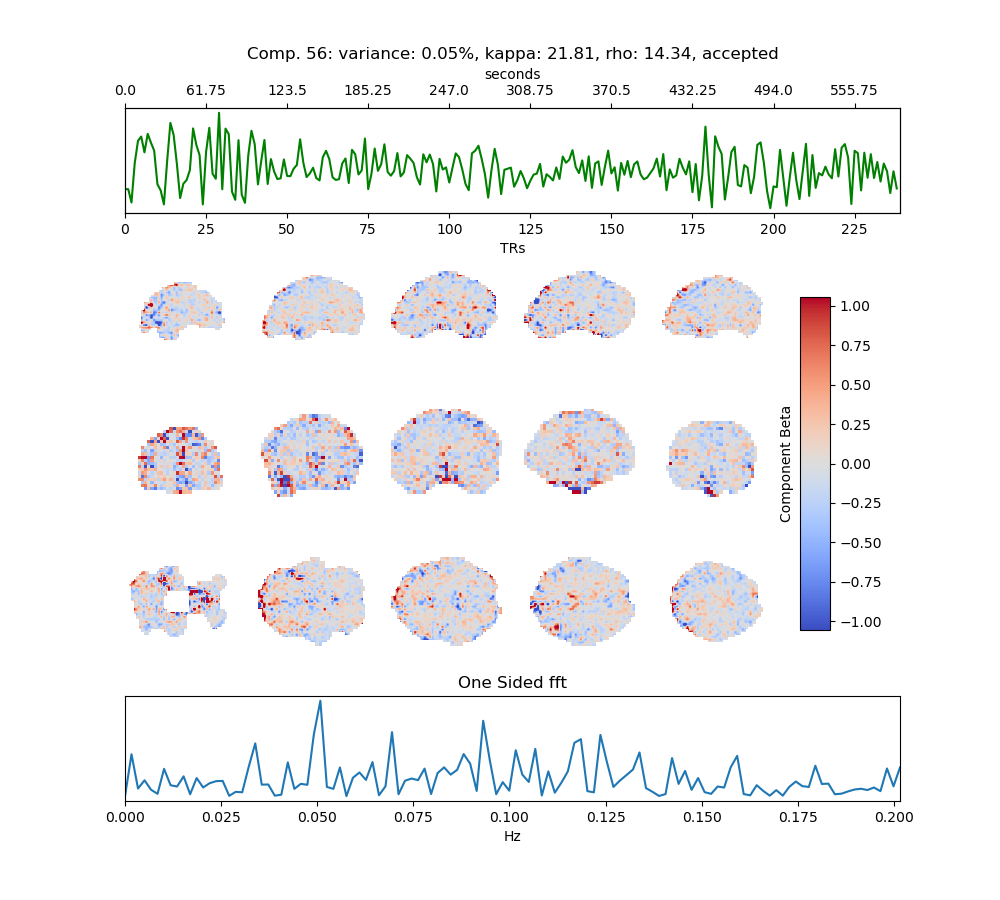 Comp. 56: variance: 0.05%, kappa: 21.81, rho: 14.34, accepted
seconds
0.0 61.75 123.5 185.25 247.0 308.75 370.5 432.25 494.0 555.75
0 25 50 75 100 125 150 175 200 225
TRs
1.00
0.75
0.50
0.25
0.00
−0.25
−0.50
−0.75
−1.00
Component Beta
One Sided fft
0.000 0.025 0.050 0.075 0.100 0.125 0.150 0.175 0.200
Hz